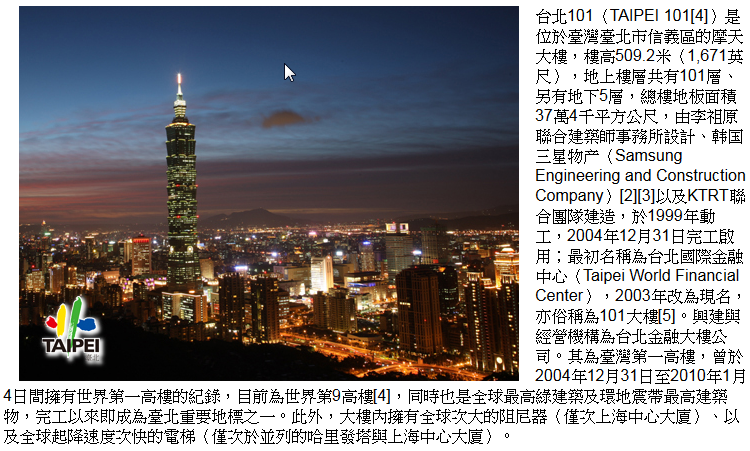 台北101（TAIPEI 101[4]）是
位於臺灣臺北市信義區的摩天
大樓，樓高509.2米（1,671英
尺），地上樓層共有101層、
另有地下5層，總樓地板面積
37萬4千平方公尺，由李祖原
聯合建築師事務所設計、韩国
三星物产（Samsung
Engineering and Construction
Company）[2][3]以及KTRT聯
合團隊建造，於1999年動
工，2004年12月31日完工啟
用；最初名稱為台北國際金融
中心（Taipei World Financial
Center），2003年改為現名，
亦俗稱為101大樓[5]。興建與
經營機構為台北金融大樓公
司。其為臺灣第一高樓，曾於
2004年12月31日至2010年1月
4日間擁有世界第一高樓的紀錄，目前為世界第9高樓[4]，同時也是全球最高綠建築及環地震帶最高建築
物，完工以來即成為臺北重要地標之一。此外，大樓內擁有全球次大的阻尼器（僅次上海中心大廈）、以
及全球起降速度次快的電梯（僅次於並列的哈里發塔與上海中心大廈）。
TAIPEI